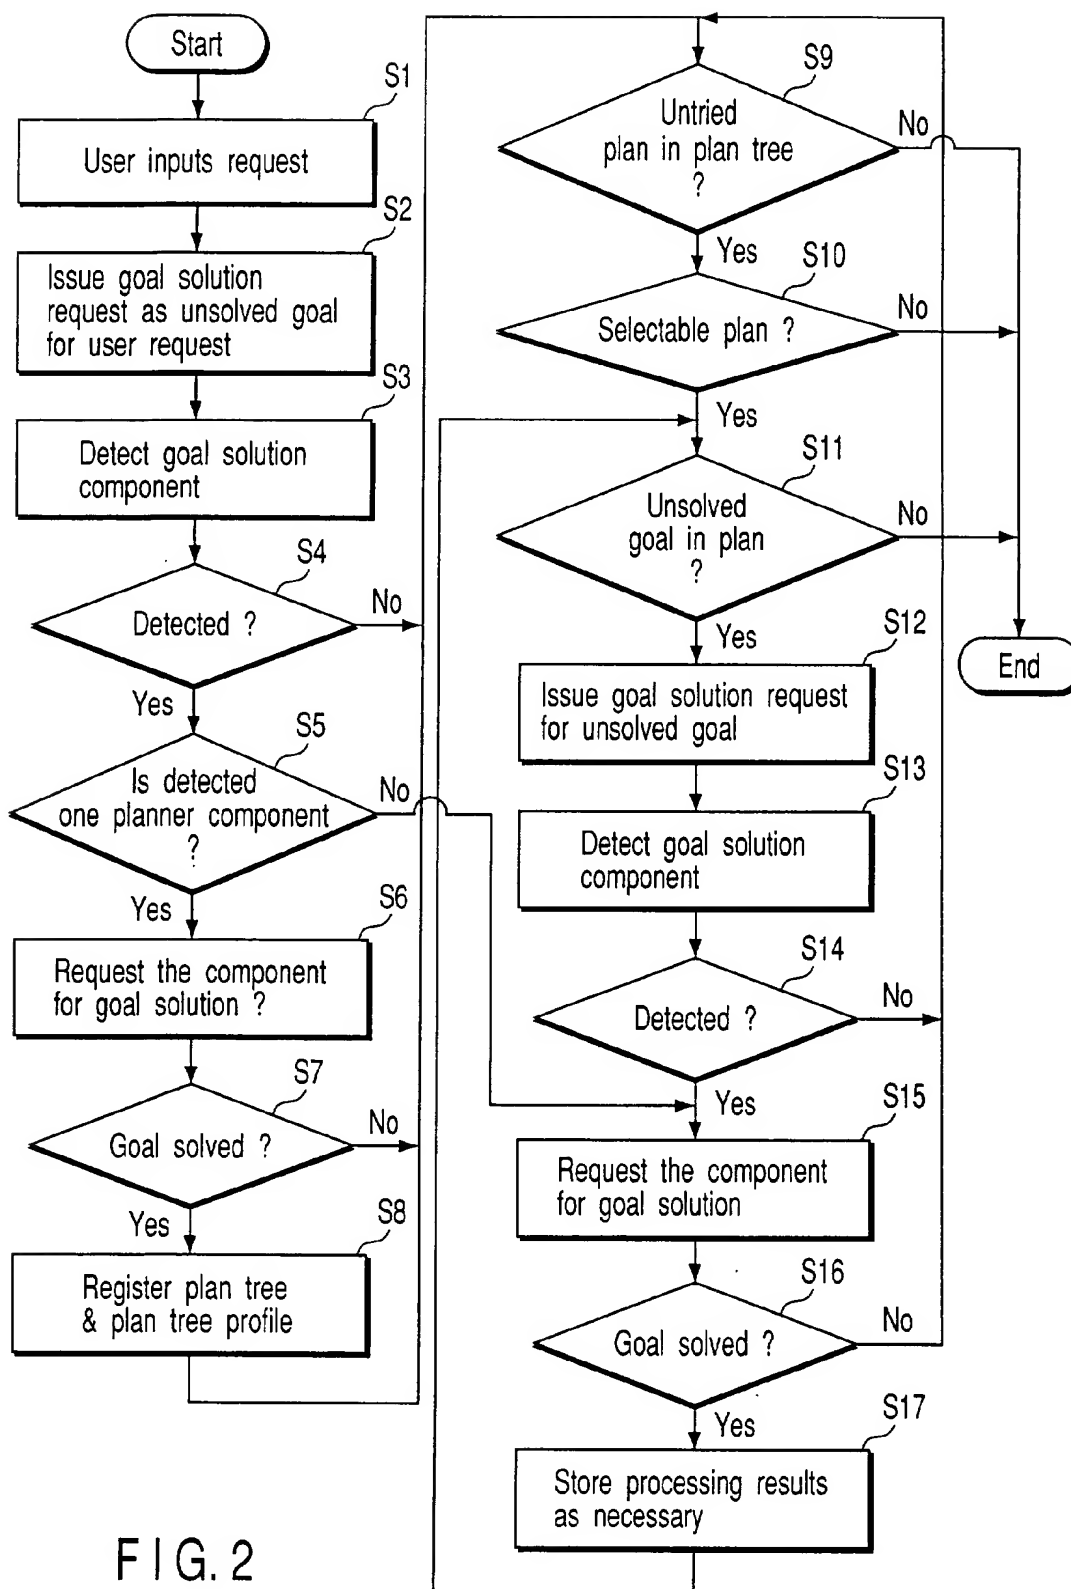 Start
S1
User inputs request
S2
Issue goal solution
request as unsolved goal
for user request
S3
Detect goal solution
component
S4
Detected ?
No
Yes
S5
Is detected
one planner component
?
No
Yes
S6
Request the component
for goal solution ?
S7
Goal solved ?
No
Yes
S8
Register plan tree
& plan tree profile
S9
Untried
plan in plan tree
?
No
Yes
S10
Selectable plan ?
No
Yes
S11
Unsolved
goal in plan
?
No
Yes
End
S12
Issue goal solution request
for unsolved goal
S13
Detect goal solution
component
S14
Detected ?
No
Yes
S15
Request the component
for goal solution
S16
Goal solved ?
No
Yes
S17
Store processing results
as necessary
FIG. 2